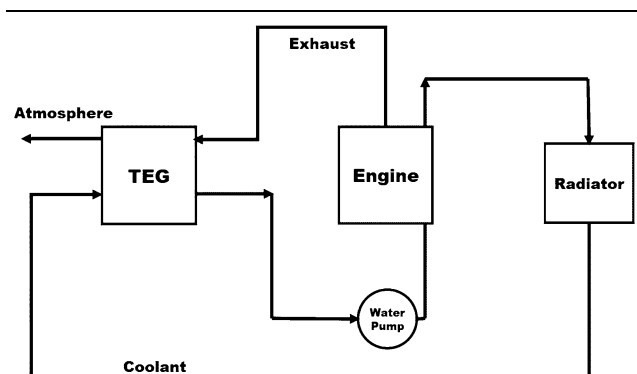 Exhaust
Atmosphere
TEG
Engine
Radiator
Water
Pump
Coolant